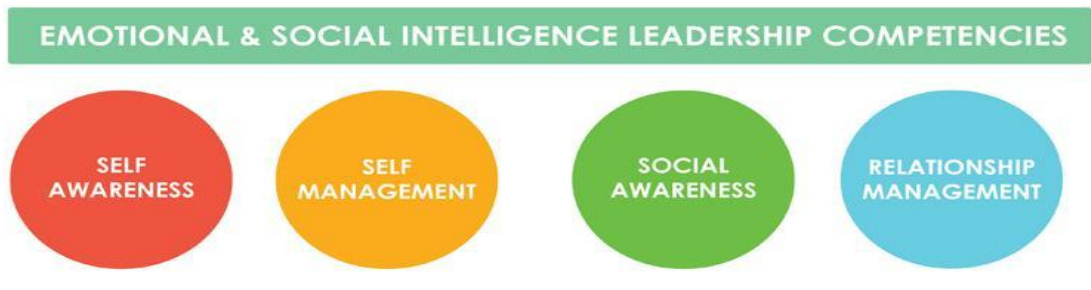 EMOTIONAL & SOCIAL INTELLIGENCE LEADERSHIP COMPETENCIES
SELF
AWARENESS
SELF
MANAGEMENT
SOCIAL
AWARENESS
RELATIONSHIP
MANAGEMENT